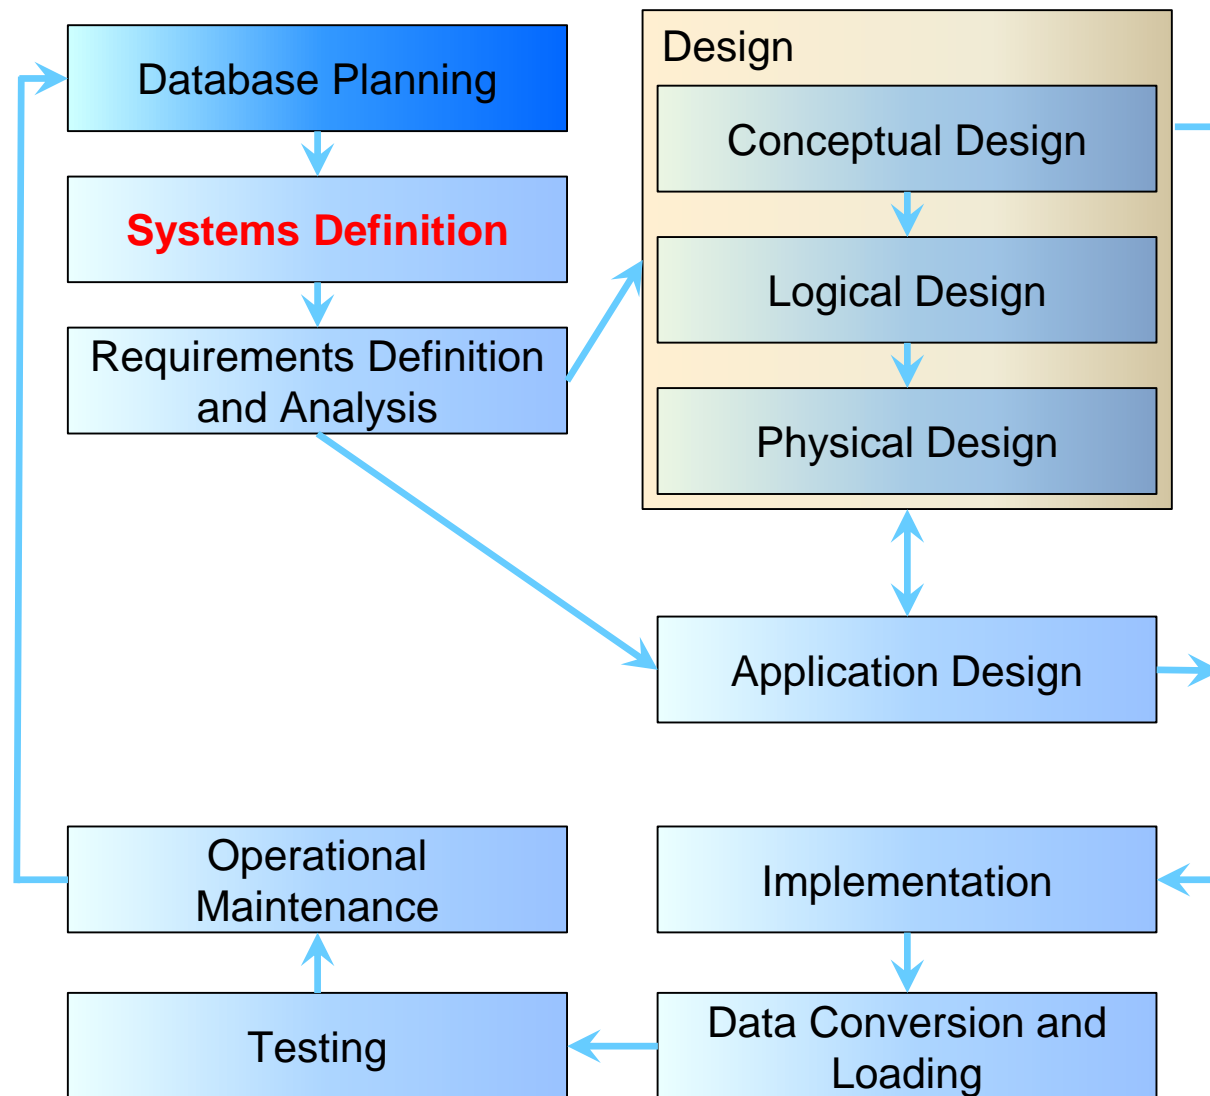 Database Planning
Systems Definition
Requirements Definition
and Analysis
Design
Conceptual Design
Logical Design
Physical Design
Application Design
Operational
Maintenance
Implementation
Testing
Data Conversion and
Loading